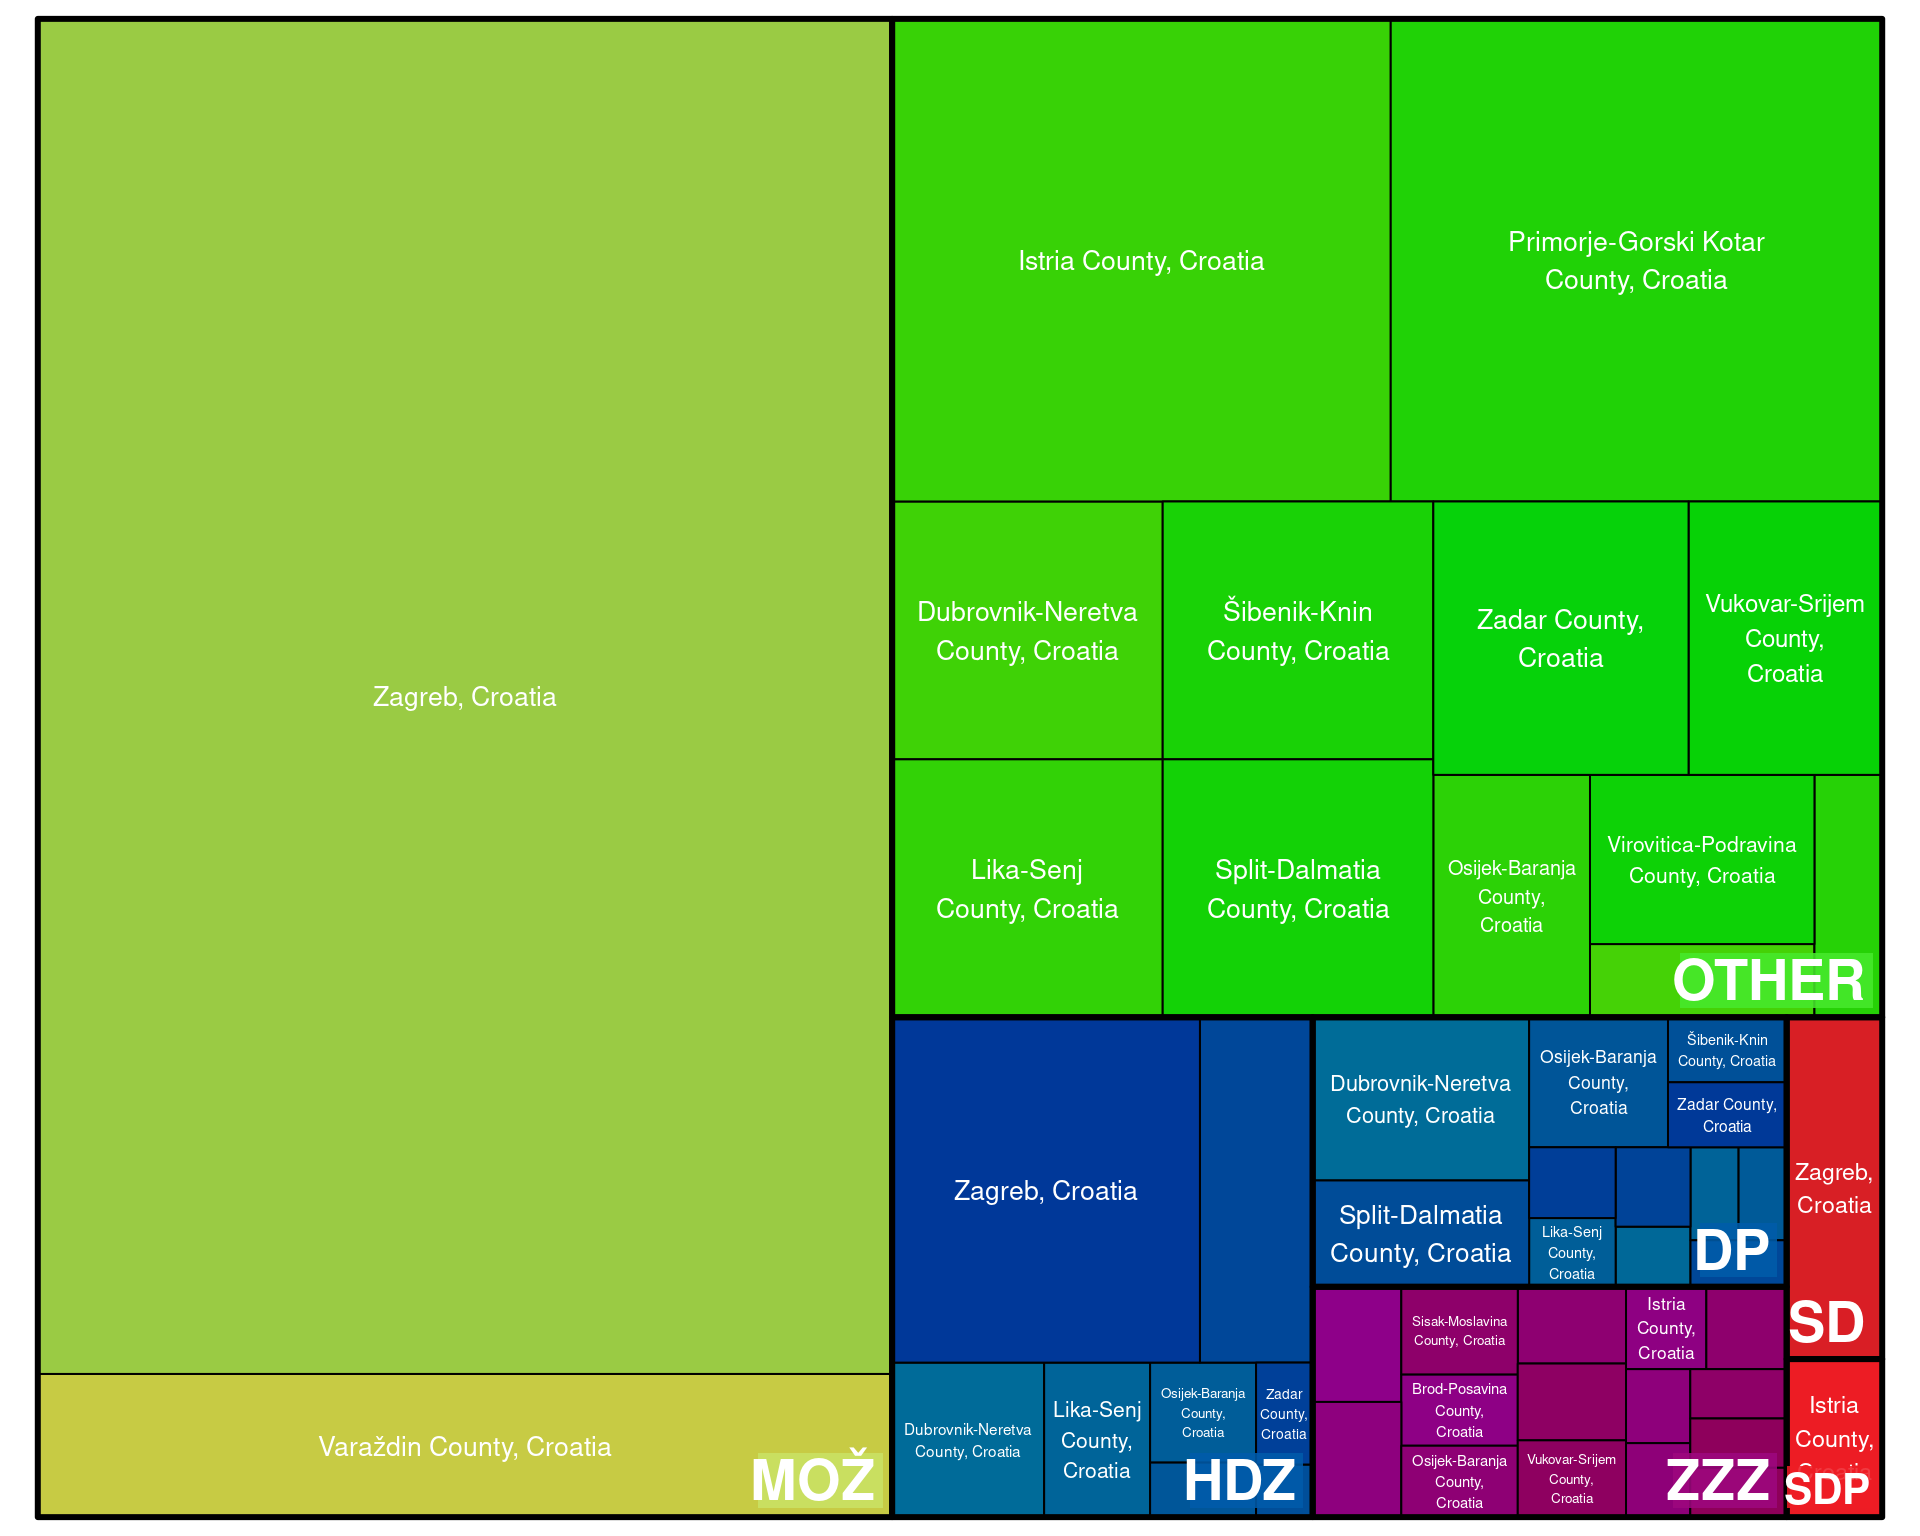 Zagreb, Croatia
Varaždin County, Croatia
MOŽ
Istria County, Croatia
Primorje-Gorski Kotar
County, Croatia
Dubrovnik-Neretva
County, Croatia
Šibenik-Knin
County, Croatia
Zadar County,
Croatia
Vukovar-Srijem
County,
Croatia
Lika-Senj
County, Croatia
Split-Dalmatia
County, Croatia
Osijek-Baranja
County,
Croatia
Virovitica-Podravina
County, Croatia
OTHER
Zagreb, Croatia
Dubrovnik-Neretva
County, Croatia
Lika-Senj
County,
Croatia
Osijek-Baranja
County,
Croatia
Zadar
County,
Croatia
HDZ
Dubrovnik-Neretva
County, Croatia
Split-Dalmatia
County, Croatia
Osijek-Baranja
County,
Croatia
Šibenik-Knin
County, Croatia
Zadar County,
Croatia
Lika-Senj
County,
Croatia
DP
Sisak-Moslavina
County, Croatia
Brod-Posavina
County,
Croatia
Osijek-Baranja
County,
Croatia
Istria
County,
Croatia
Vukovar-Srijem
County,
Croatia
ZZZ
Zagreb,
Croatia
SD
Istria
County,
Croatia
SDP